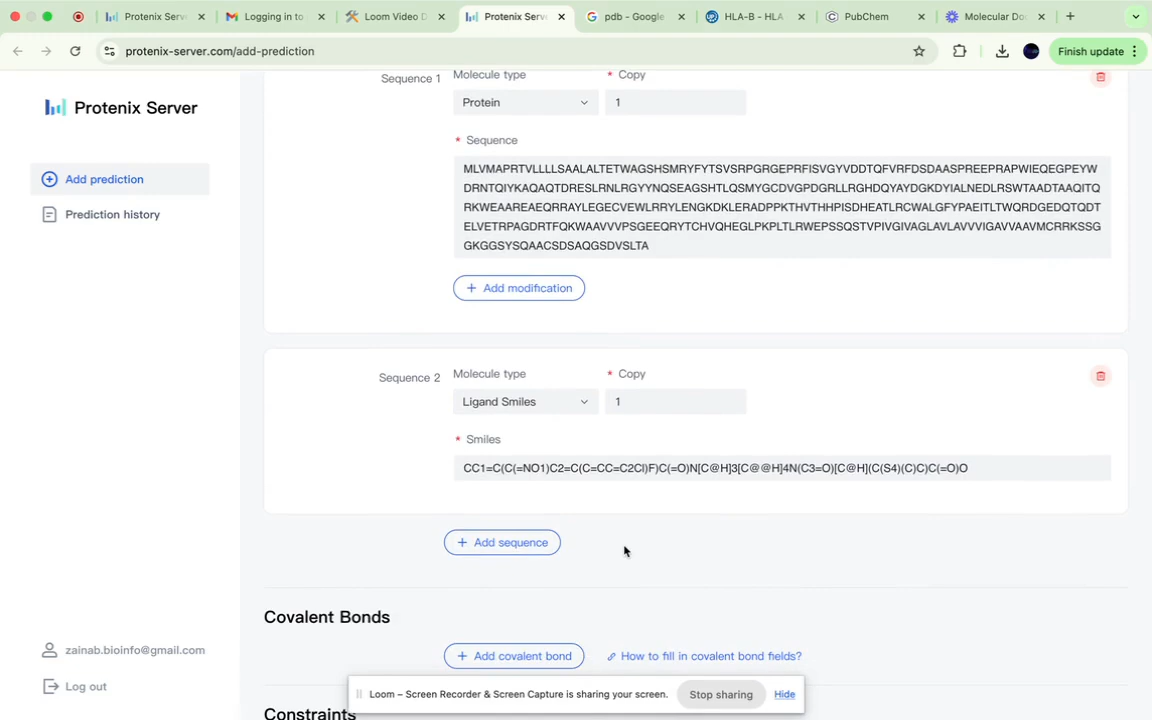 Protenix Serv
Logging in to
Loom Video D
Protenix Serv
pdb - Google
HLA-B - HLA
PubChem
Molecular Do
protenix-server.com/add-prediction
Finish update
Protenix Server
Add prediction
Prediction history
Sequence 1
Molecule type
* Copy
Protein
1
* Sequence
MLVMAPRTVLLLLSAALALTETWAGSHSMRYFYTSVSRPGRGEPRFISVGYVDDTQFVRFDSDAASPREEPRAPWIEQEGPEYW
DRNTQIYKAQAQTDRESLRNLRGYYNQSEAGSHTLQSMYGCDVGPDGRLLRGHDQYAYDGKDYIALNEDLRSWTAADTAAQITQ
RKWEAAREAEQRRAYLEGECVEWLRRYLENGKDKLERADPPKTHVTHHPISDHEATLRCWALGFYPAEITLTWQRDGEDQTQDT
ELVETRPAGDRTFQKWAAVVVPSGEEQRYTCHVQHEGLPKPLTLRWEPSSQSTVPIVGIVAGLAVLAVVVIGAVVAAVMCRRKSSG
GKGGSYSQAACSDSAQGSDVSLTA
+ Add modification
Sequence 2
Molecule type
* Copy
Ligand Smiles
1
* Smiles
CC1=C(C(=NO1)C2=C(C=CC=C2Cl)F)C(=O)N[C@H]3[C@@H]4N(C3=O)[C@H](C(S4)(C)C)C(=O)O
+ Add sequence
Covalent Bonds
+ Add covalent bond
How to fill in covalent bond fields?
zainab.bioinfo@gmail.com
Log out
Loom – Screen Recorder & Screen Capture is sharing your screen.
Stop sharing
Hide
Constraints